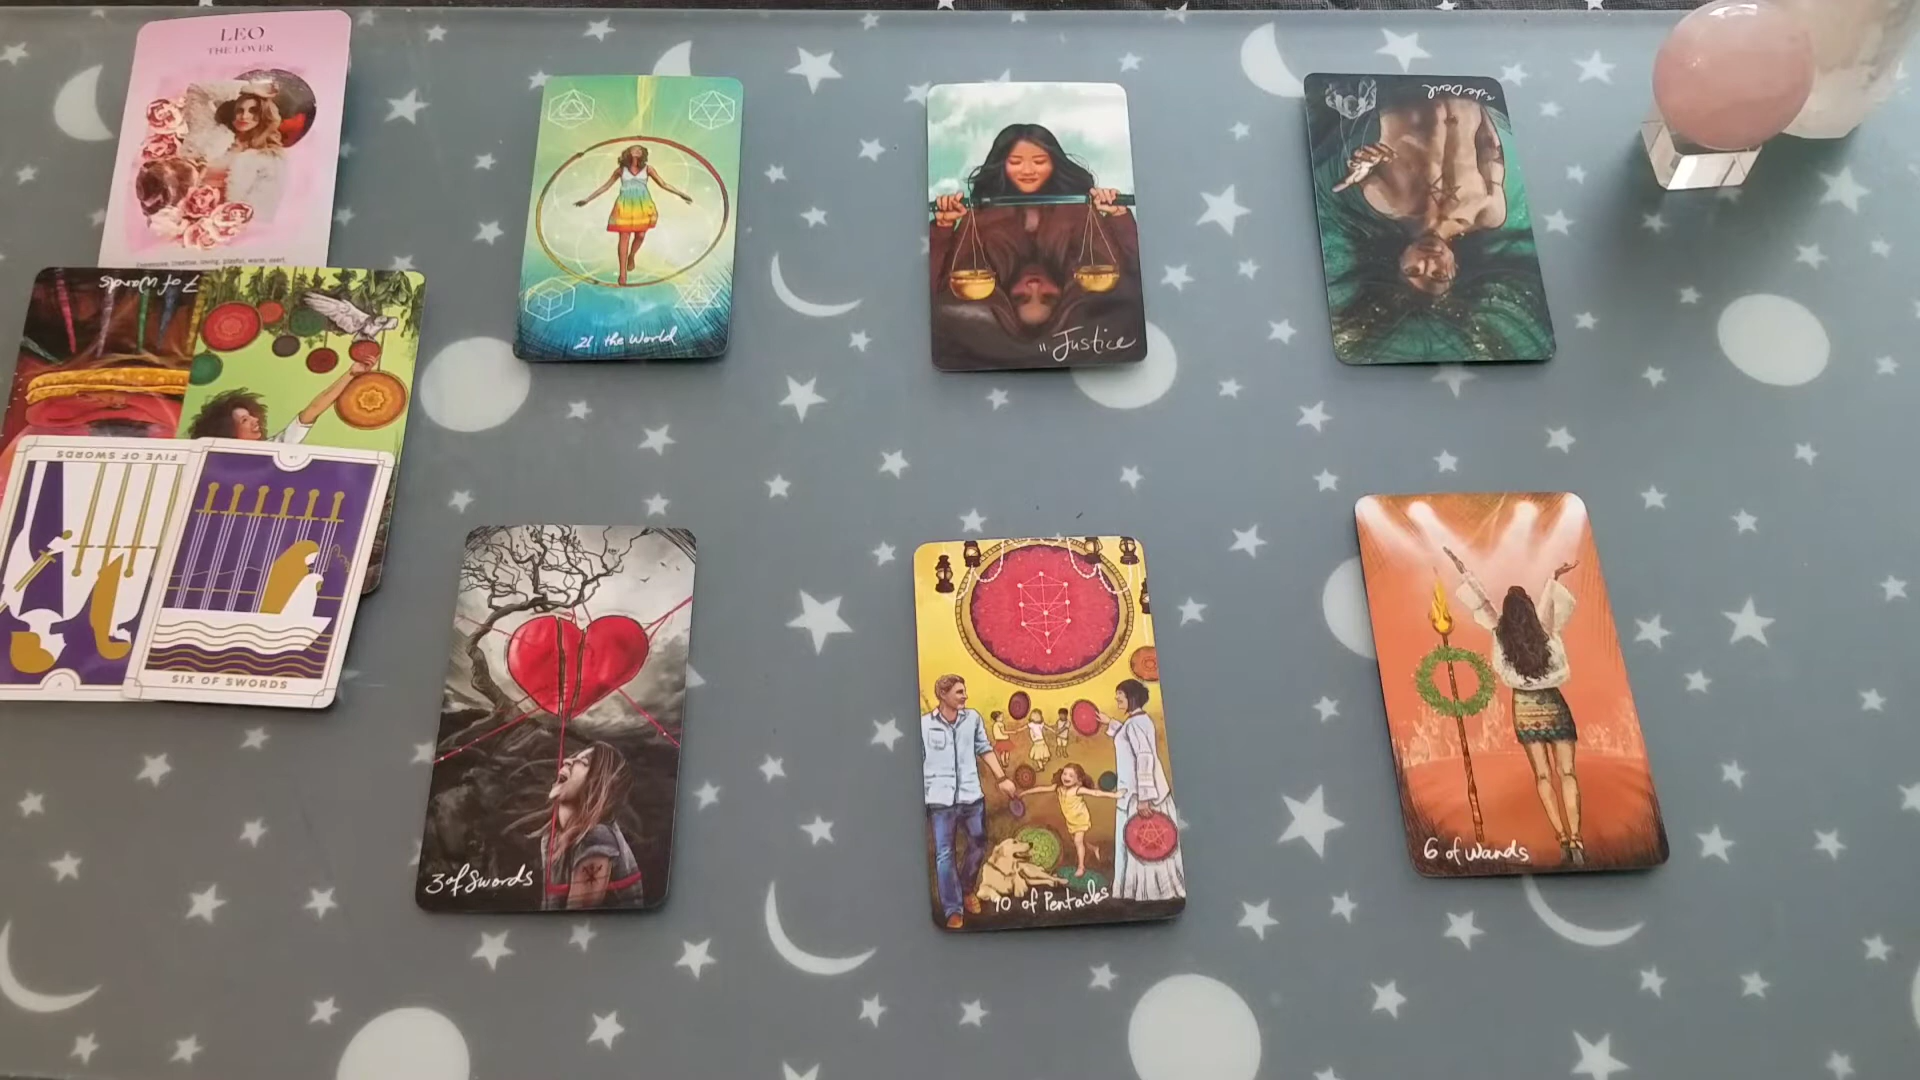 LEO
THE LOVER
7 of Wands
FIVE OF SWORDS
SIX OF SWORDS
21 the World
11 Justice
the Devil
3 of Swords
10 of Pentacles
6 of Wands